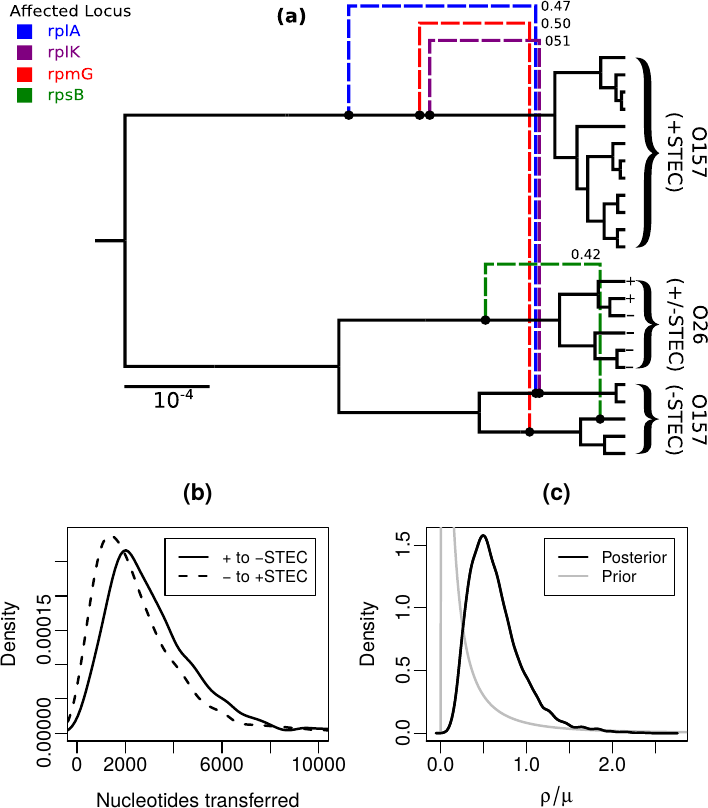 Affected Locus
rplA
rplK
rpmG
rpsB
(a)
0.47
0.50
051
O157
(+STEC)
0.42
+
+
−
−
−
−
O26
(+/-STEC)
O157
(-STEC)
10-4
(b)
+ to −STEC
− to +STEC
Density
0.00015
0.00000
0
2000
6000
10000
Nucleotides transferred
(c)
Posterior
Prior
Density
1.5
1.0
0.5
0.0
0.0
1.0
2.0
ρ/μ